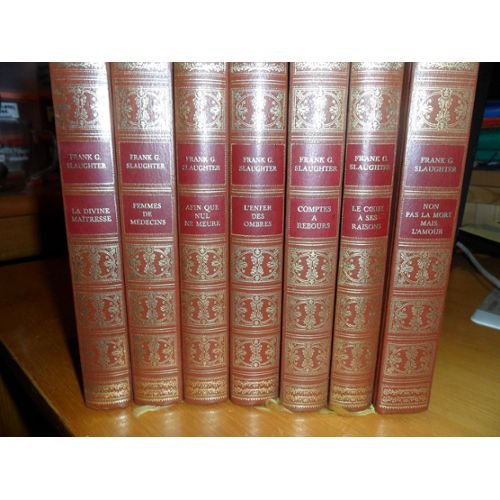 FRANK G.
SLAUGHTER
LA DIVINE
MAITRESSE
FRANK G.
SLAUGHTER
FEMMES
DE
MEDECINS
FRANK G.
SLAUGHTER
AFIN QUE
NUL
NE MEURE
FRANK G.
SLAUGHTER
L'ENFER
DES
OMBRES
FRANK G.
SLAUGHTER
COMPTES
A
REBOURS
FRANK G.
SLAUGHTER
LE CŒUR
A SES
RAISONS
FRANK G.
SLAUGHTER
NON
PAS LA MORT
MAIS
L'AMOUR